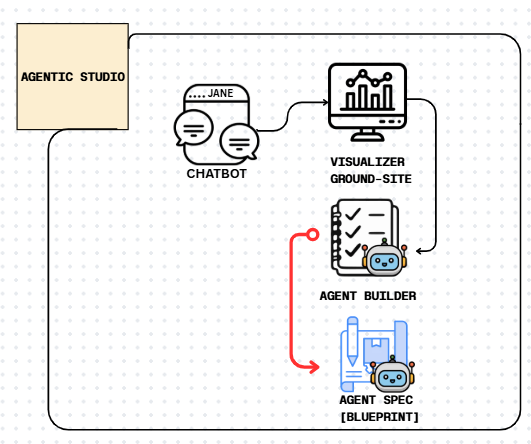 AGENTIC STUDIO
.... JANE
CHATBOT
VISUALIZER
GROUND-SITE
AGENT BUILDER
AGENT SPEC
[BLUEPRINT]